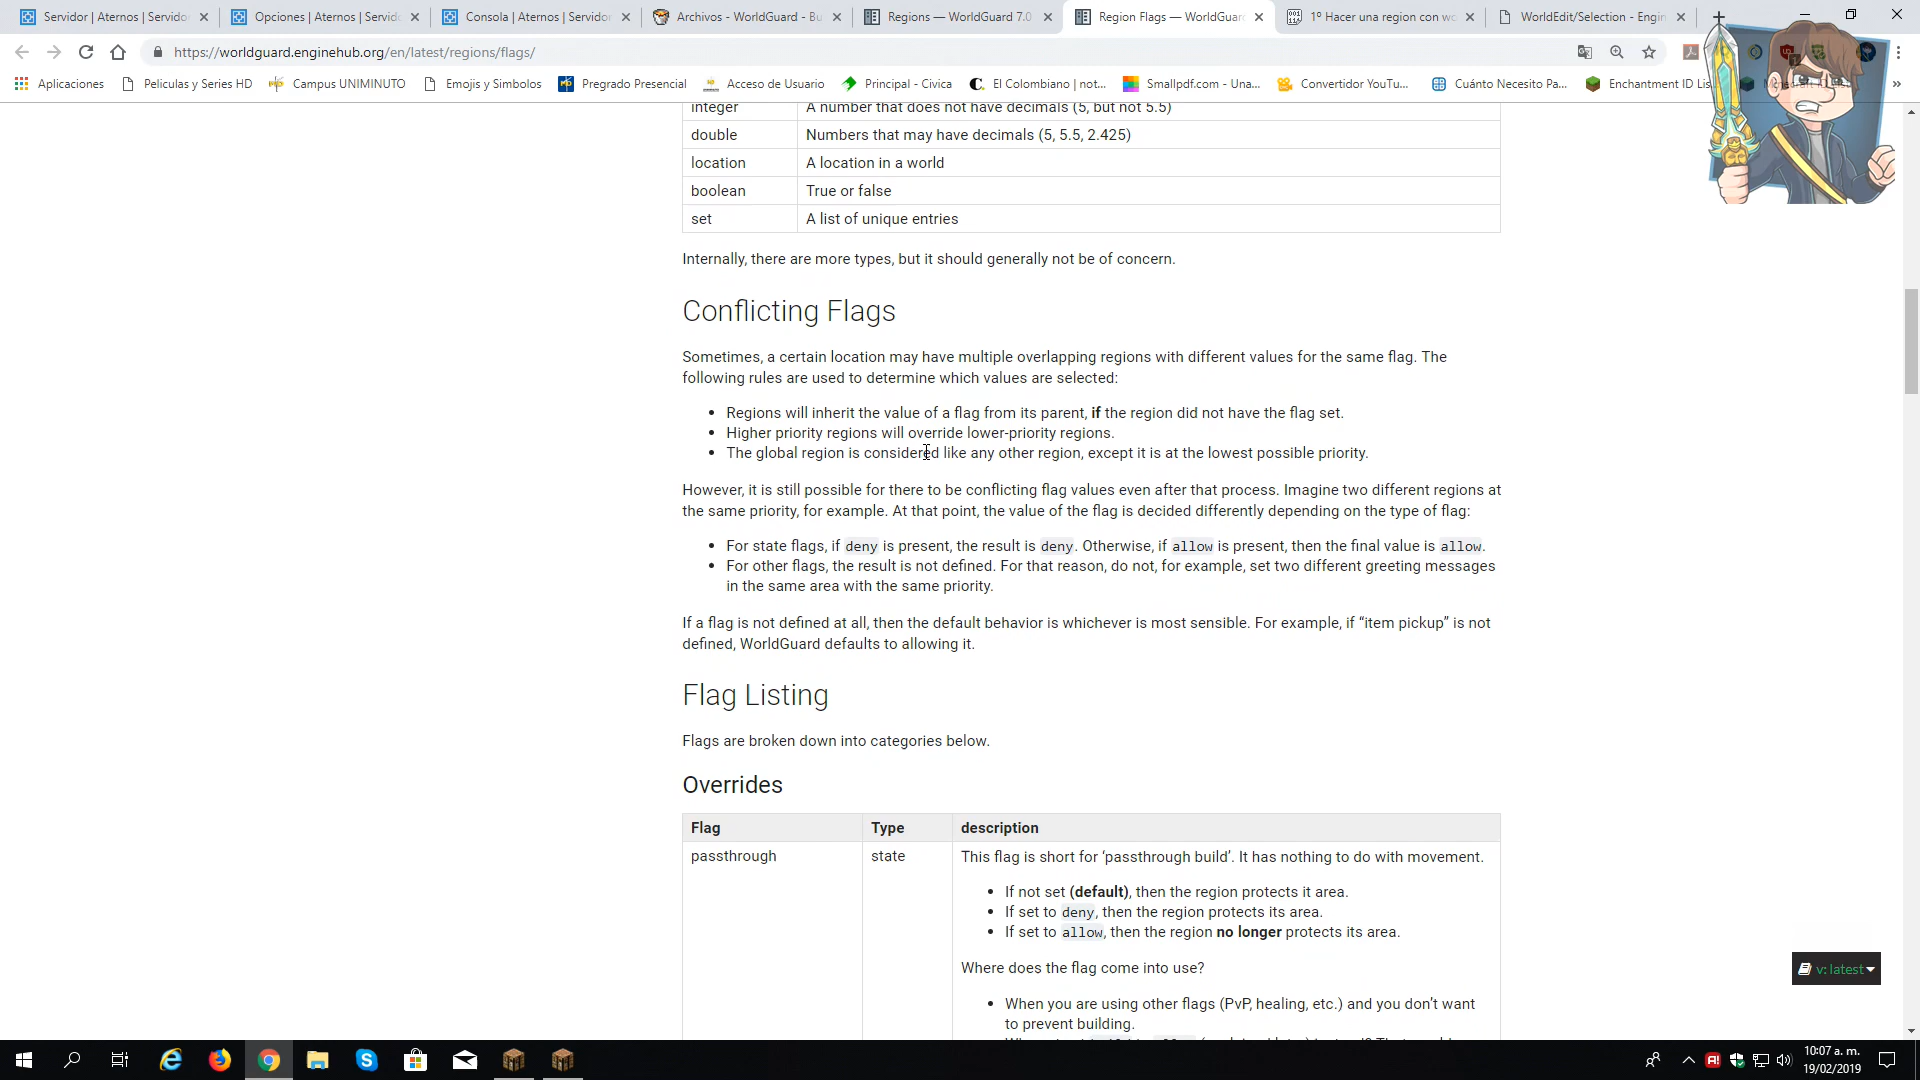 Servidor | Aternos | Servidor
Opciones | Aternos | Servido
Consola | Aternos | Servidor
Archivos - WorldGuard - Bu
Regions — WorldGuard 7.0
Region Flags — WorldGuar
1º Hacer una region con wo
WorldEdit/Selection - Engin
https://worldguard.enginehub.org/en/latest/regions/flags/
Aplicaciones
Peliculas y Series HD
Campus UNIMINUTO
Emojis y Simbolos
Pregrado Presencial
Acceso de Usuario
Principal - Civica
El Colombiano | not...
Smallpdf.com - Una...
Convertidor YouTu...
Cuánto Necesito Pa...
Enchantment ID Lis
integer A number that does not have decimals (5, but not 5.5)
double Numbers that may have decimals (5, 5.5, 2.425)
location A location in a world
boolean True or false
set A list of unique entries
Internally, there are more types, but it should generally not be of concern.
Conflicting Flags
Sometimes, a certain location may have multiple overlapping regions with different values for the same flag. The
following rules are used to determine which values are selected:
• Regions will inherit the value of a flag from its parent, if the region did not have the flag set.
• Higher priority regions will override lower-priority regions.
• The global region is considered like any other region, except it is at the lowest possible priority.
However, it is still possible for there to be conflicting flag values even after that process. Imagine two different regions at
the same priority, for example. At that point, the value of the flag is decided differently depending on the type of flag:
• For state flags, if deny is present, the result is deny. Otherwise, if allow is present, then the final value is allow.
• For other flags, the result is not defined. For that reason, do not, for example, set two different greeting messages
in the same area with the same priority.
If a flag is not defined at all, then the default behavior is whichever is most sensible. For example, if “item pickup” is not
defined, WorldGuard defaults to allowing it.
Flag Listing
Flags are broken down into categories below.
Overrides
Flag Type description
passthrough state This flag is short for ‘passthrough build’. It has nothing to do with movement.
• If not set (default), then the region protects it area.
• If set to deny, then the region protects its area.
• If set to allow, then the region no longer protects its area.
Where does the flag come into use?
• When you are using other flags (PvP, healing, etc.) and you don’t want
to prevent building.
v: latest
10:07 a. m.
19/02/2019